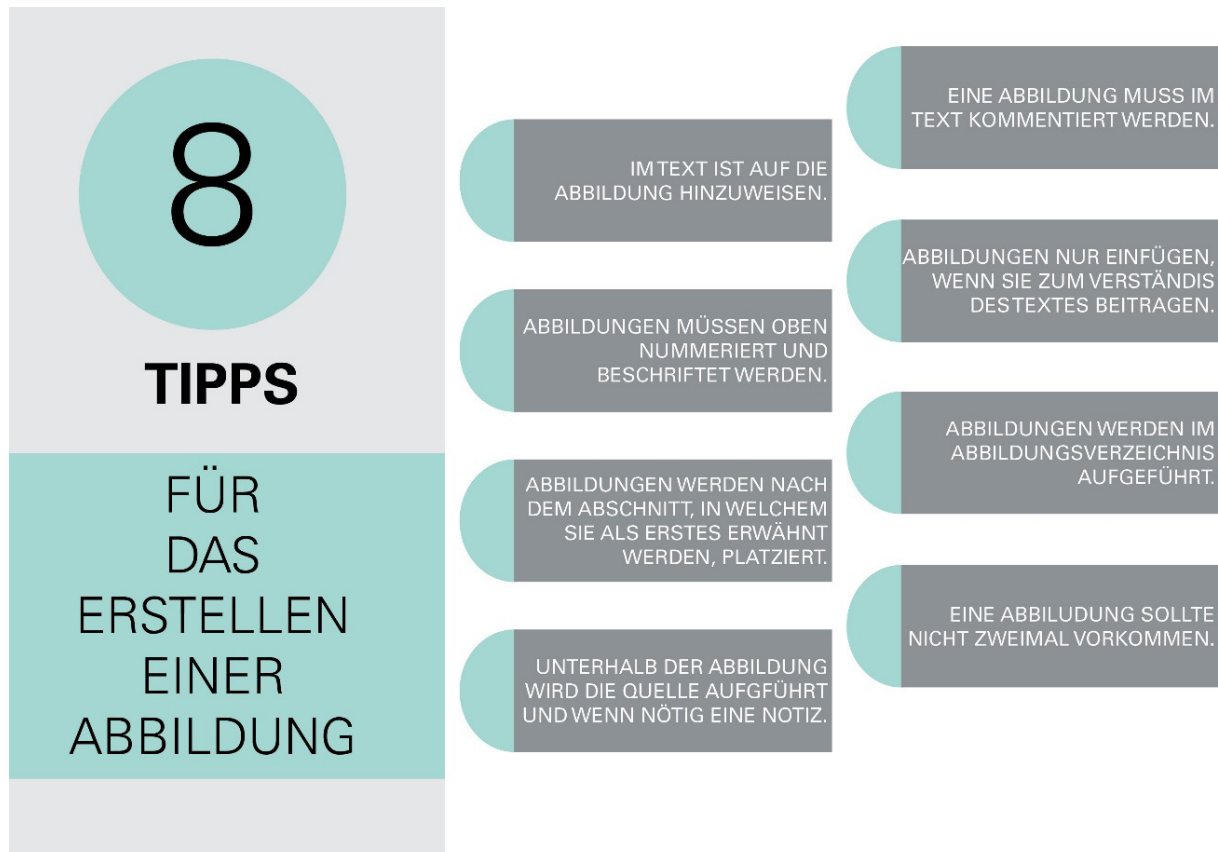 8
TIPPS
FÜR
DAS
ERSTELLEN
EINER
ABBILDUNG
IM TEXT IST AUF DIE
ABBILDUNG HINZUWEISEN.
ABBILDUNGEN MÜSSEN OBEN
NUMMERIERT UND
BESCHRIFTET WERDEN.
ABBILDUNGEN WERDEN NACH
DEM ABSCHNITT, IN WELCHEM
SIE ALS ERSTES ERWÄHNT
WERDEN, PLATZIERT.
UNTERHALB DER ABBILDUNG
WIRD DIE QUELLE AUFGFÜHRT
UND WENN NÖTIG EINE NOTIZ.
EINE ABBILDUNG MUSS IM
TEXT KOMMENTIERT WERDEN.
ABBILDUNGEN NUR EINFÜGEN,
WENN SIE ZUM VERSTÄNDIS
DES TEXTES BEITRAGEN.
ABBILDUNGEN WERDEN IM
ABBILDUNGSVERZEICHNIS
AUFGEFÜHRT.
EINE ABBILUDUNG SOLLTE
NICHT ZWEIMAL VORKOMMEN.